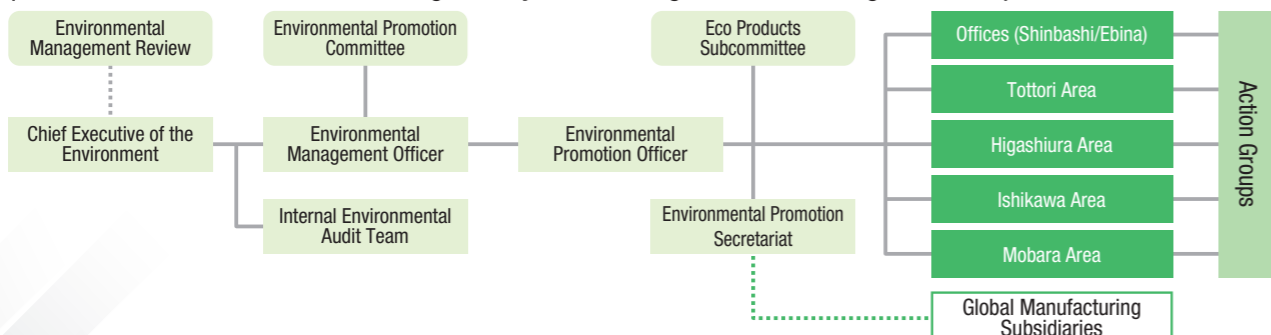 Environmental
Management Review
Environmental Promotion
Committee
Eco Products
Subcommittee
Offices (Shinbashi/Ebina)
Tottori Area
Chief Executive of the
Environment
Environmental
Management Officer
Environmental
Promotion Officer
Higashiura Area
Action Groups
Internal Environmental
Audit Team
Environmental Promotion
Secretariat
Ishikawa Area
Mobara Area
Global Manufacturing
Subsidiaries